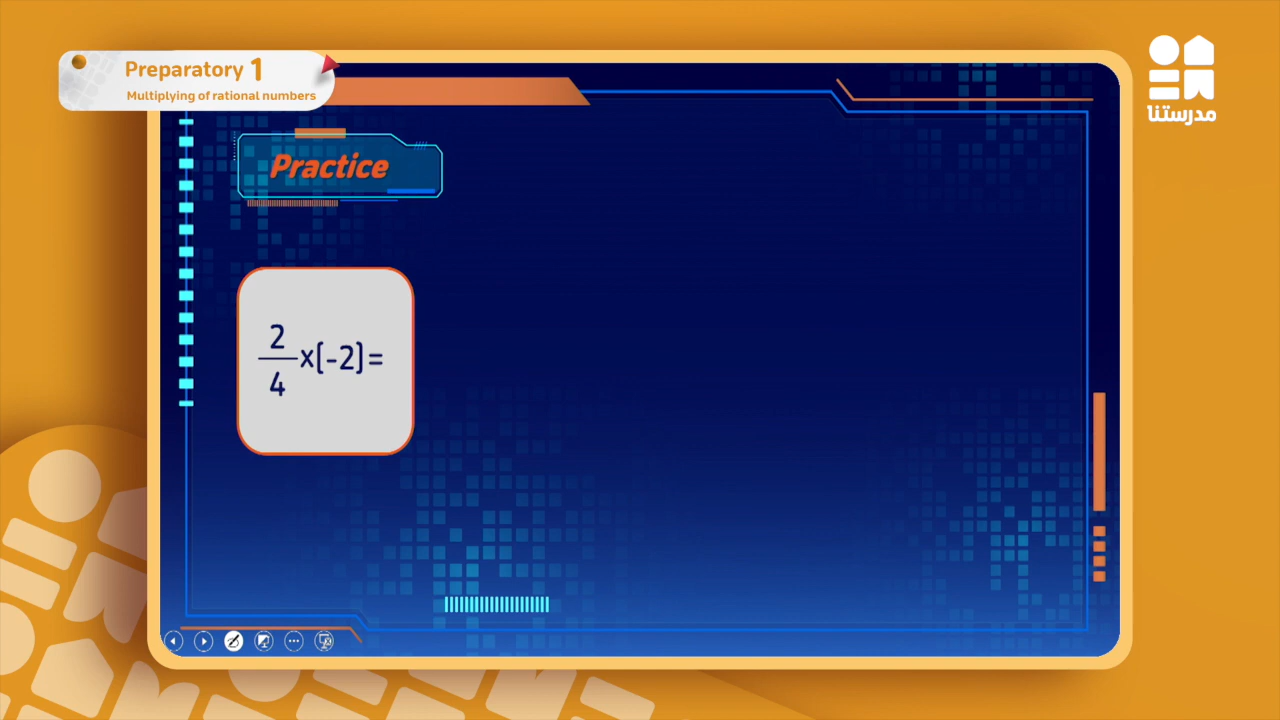 Preparatory 1
Multiplying of rational numbers
مدرستنا
Practice
2/4 x(-2)=